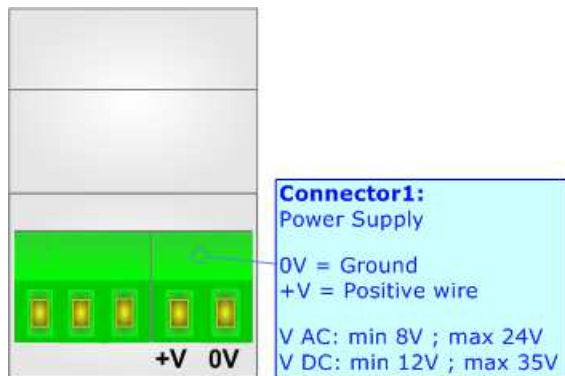 Connector1:
Power Supply
0V = Ground
+V = Positive wire
V AC: min 8V ; max 24V
V DC: min 12V ; max 35V
+V 0V